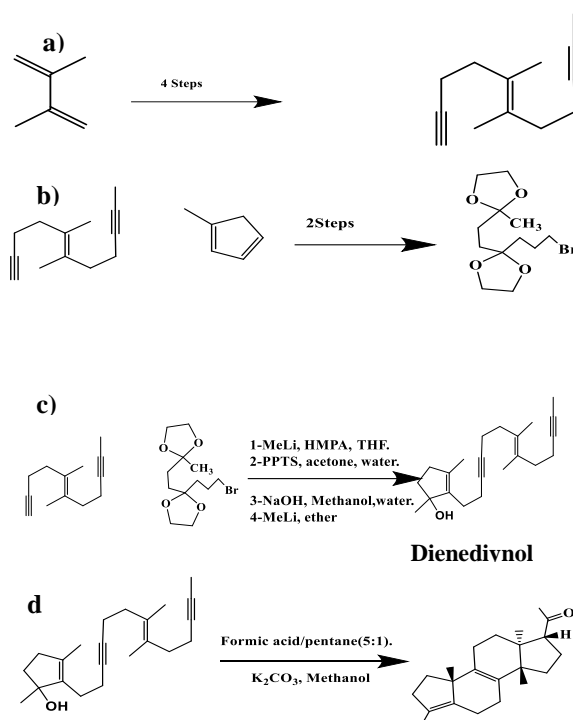 a)
4 Steps
b)
2Steps
O
O
CH3
Br
O
O
c)
O
O
CH3
Br
O
O
1-MeLi, HMPA, THF.
2-PPTS, acetone, water.
3-NaOH, Methanol,water.
4-MeLi, ether
OH
Dienedivnol
d
OH
Formic acid/pentane(5:1).
K2CO3, Methanol
O
H